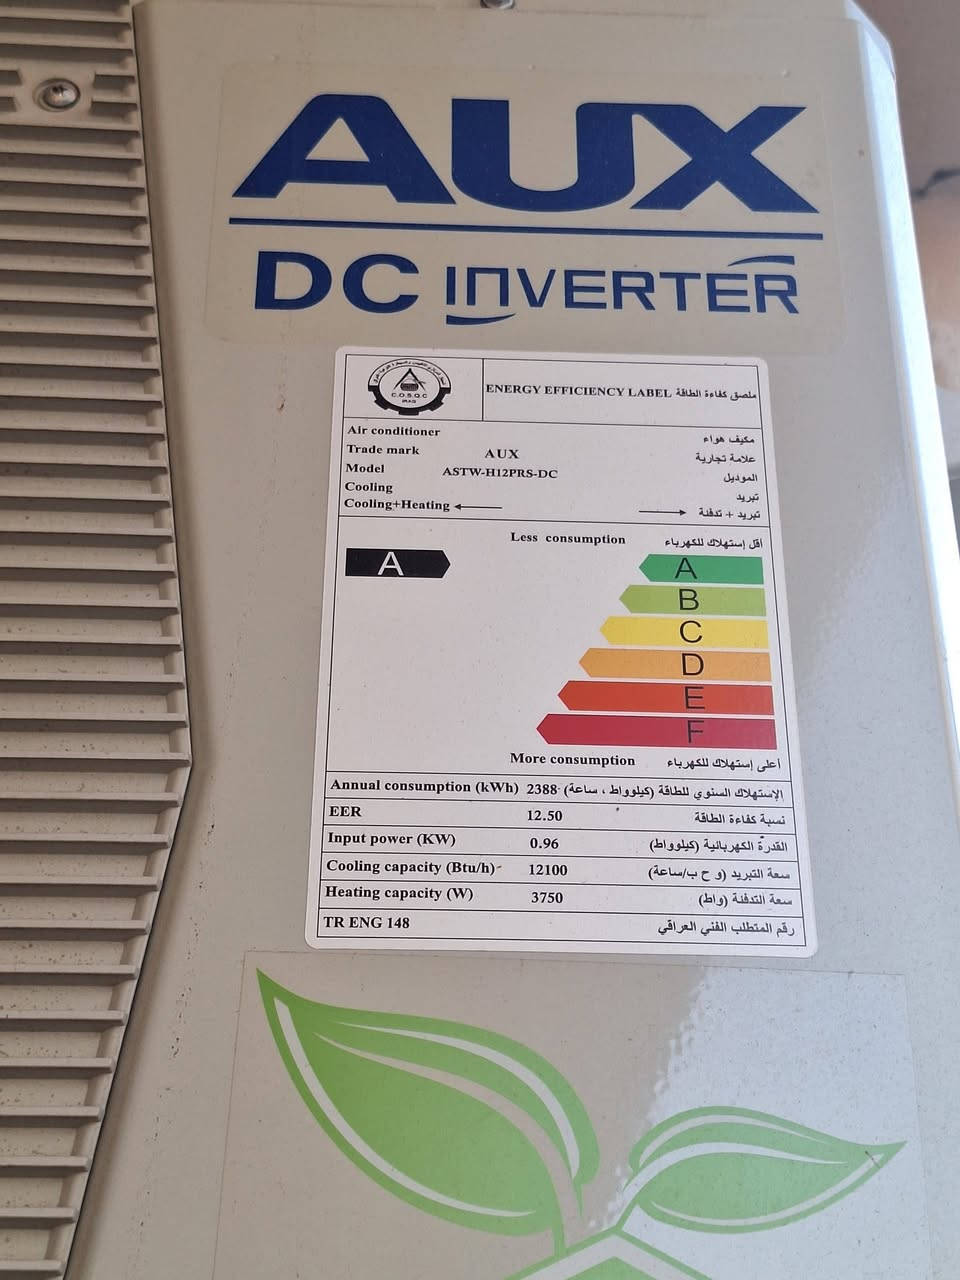 AUX
DC INVERTER
C.O.S.Q.C
IRAQ
ENERGY EFFICIENCY LABEL ملصق كفاءة الطاقة
Air conditioner مكيف هواء
Trade mark AUX علامة تجارية
Model ASTW-H12PRS-DC الموديل
Cooling تبريد
Cooling+Heating تبريد + تدفئة
Less consumption أقل إستهلاك للكهرباء
A A
B
C
D
E
F
More consumption أعلى إستهلاك للكهرباء
Annual consumption (kWh) 2388 الإستهلاك السنوي للطاقة (كيلوواط ، ساعة)
EER 12.50 نسبة كفاءة الطاقة
Input power (KW) 0.96 القدرة الكهربائية (كيلوواط)
Cooling capacity (Btu/h) 12100 سعة التبريد (و ح ب/ساعة)
Heating capacity (W) 3750 سعة التدفئة (واط)
TR ENG 148 رقم المتطلب الفني العراقي